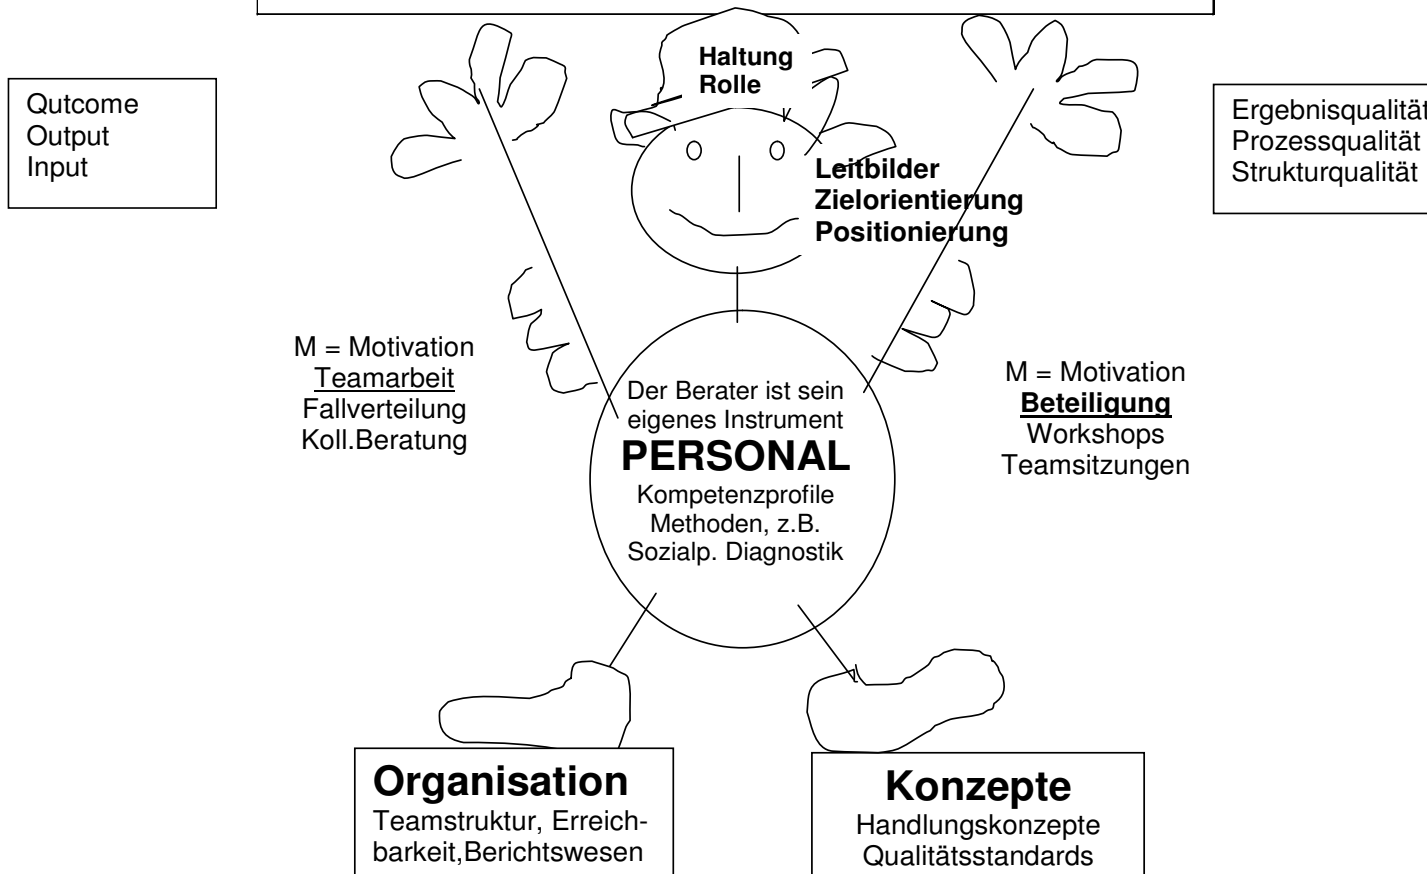 Haltung
Rolle
Qutcome
Output
Input
Ergebnisqualität
Prozessqualität
Strukturqualität
Leitbilder
Zielorientierung
Positionierung
M = Motivation
Teamarbeit
Fallverteilung
Koll.Beratung
Der Berater ist sein
eigenes Instrument
PERSONAL
Kompetenzprofile
Methoden, z.B.
Sozialp. Diagnostik
M = Motivation
Beteiligung
Workshops
Teamsitzungen
Organisation
Teamstruktur, Erreich-
barkeit,Berichtswesen
Konzepte
Handlungskonzepte
Qualitätsstandards